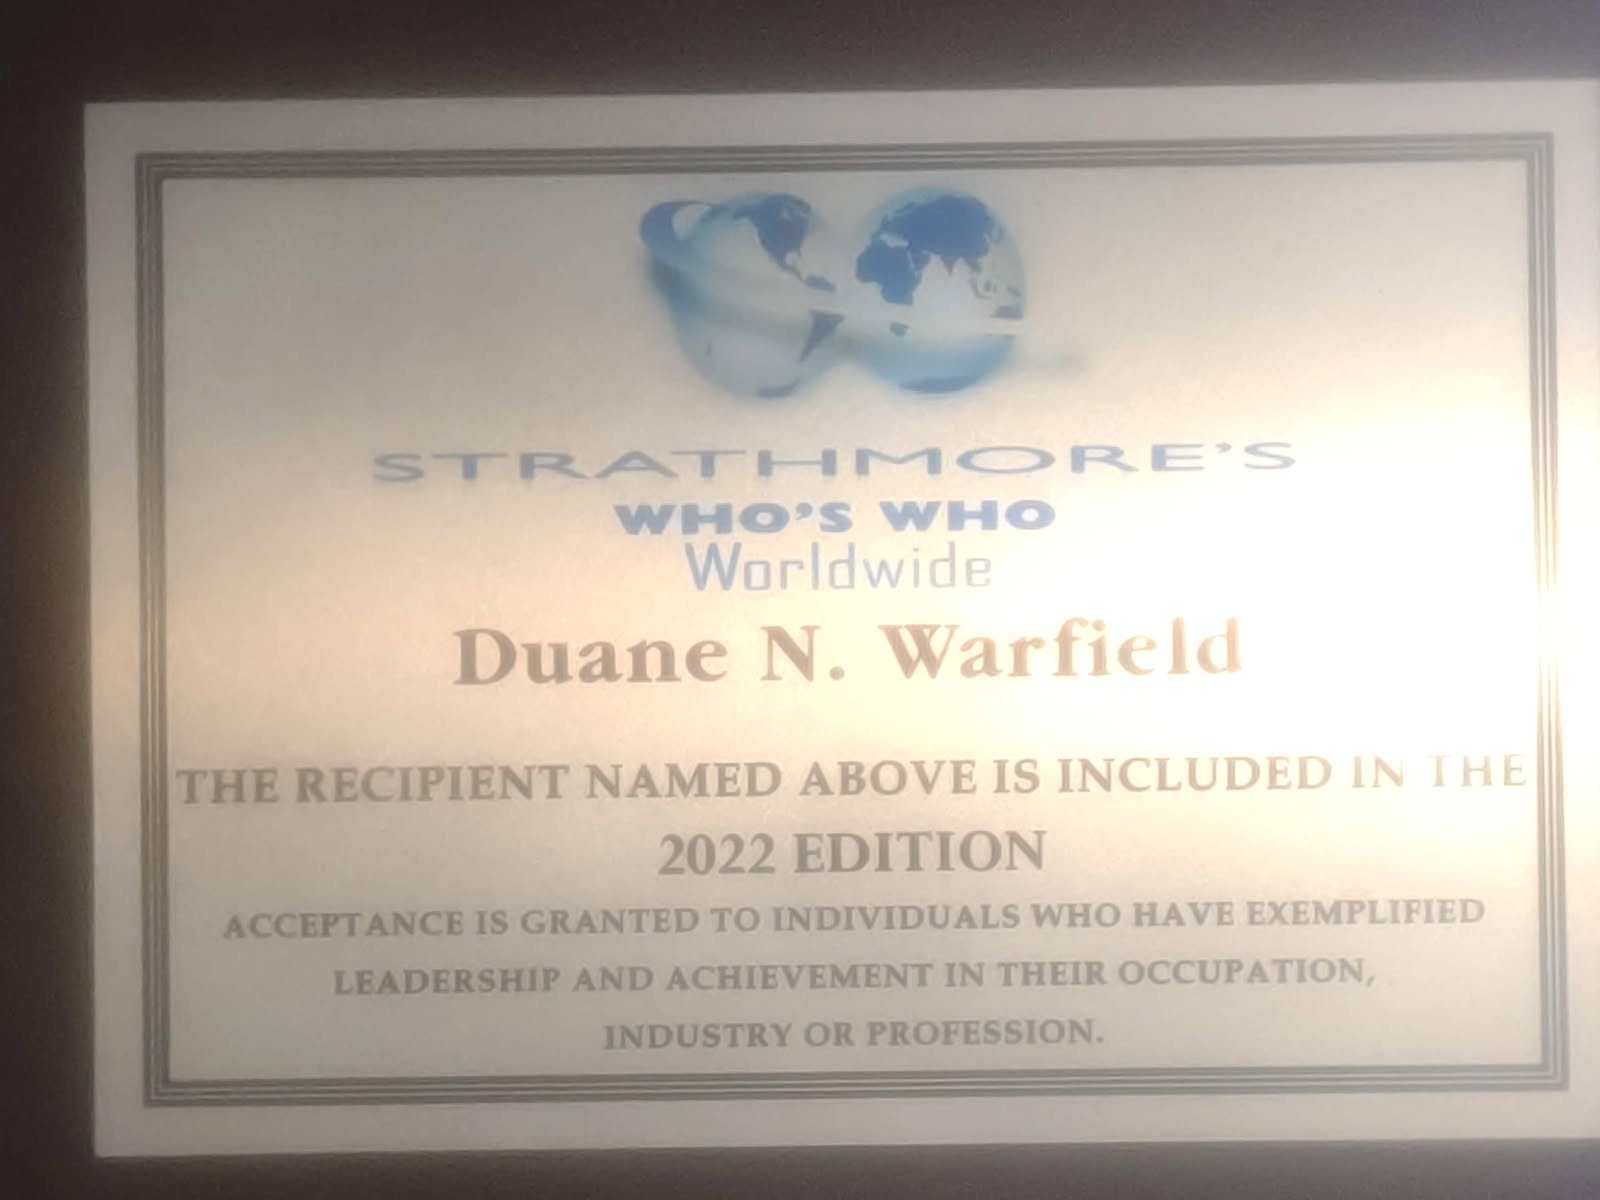 STRATHMORE'S
WHO'S WHO
Worldwide
Duane N. Warfield
THE RECIPIENT NAMED ABOVE IS INCLUDED IN THE
2022 EDITION
ACCEPTANCE IS GRANTED TO INDIVIDUALS WHO HAVE EXEMPLIFIED
LEADERSHIP AND ACHIEVEMENT IN THEIR OCCUPATION,
INDUSTRY OR PROFESSION.